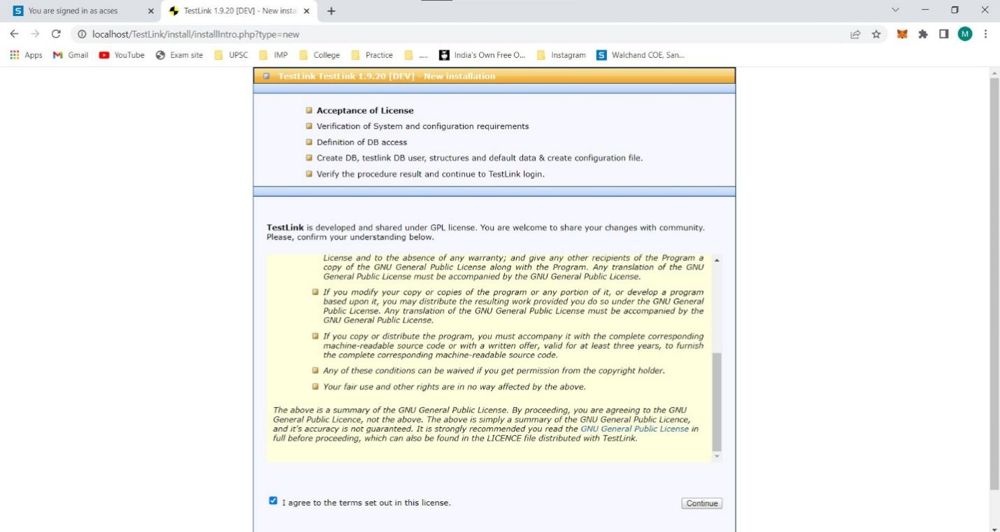 You are signed in as acses
TestLink 1.9.20 [DEV] - New insta
localhost/TestLink/install/installIntro.php?type=new
M
Apps Gmail YouTube Exam site UPSC IMP College Practice ..... India's Own Free O... Instagram Walchand COE, San...
TestLink TestLink 1.9.20 [DEV] - New installation
Acceptance of License
Verification of System and configuration requirements
Definition of DB access
Create DB, testlink DB user, structures and default data & create configuration file.
Verify the procedure result and continue to TestLink login.
TestLink is developed and shared under GPL license. You are welcome to share your changes with community.
Please, confirm your understanding below.
License and to the absence of any warranty; and give any other recipients of the Program a
copy of the GNU General Public License along with the Program. Any translation of the GNU
General Public License must be accompanied by the GNU General Public License.
If you modify your copy or copies of the program or any portion of it, or develop a program
based upon it, you may distribute the resulting work provided you do so under the GNU General
Public License. Any translation of the GNU General Public License must be accompanied by the
GNU General Public License.
If you copy or distribute the program, you must accompany it with the complete corresponding
machine-readable source code or with a written offer, valid for at least three years, to furnish
the complete corresponding machine-readable source code.
Any of these conditions can be waived if you get permission from the copyright holder.
Your fair use and other rights are in no way affected by the above.
The above is a summary of the GNU General Public License. By proceeding, you are agreeing to the GNU
General Public Licence, not the above. The above is simply a summary of the GNU General Public Licence,
and it's accuracy is not guaranteed. It is strongly recommended you read the GNU General Public License in
full before proceeding, which can also be found in the LICENCE file distributed with TestLink.
I agree to the terms set out in this license.
Continue